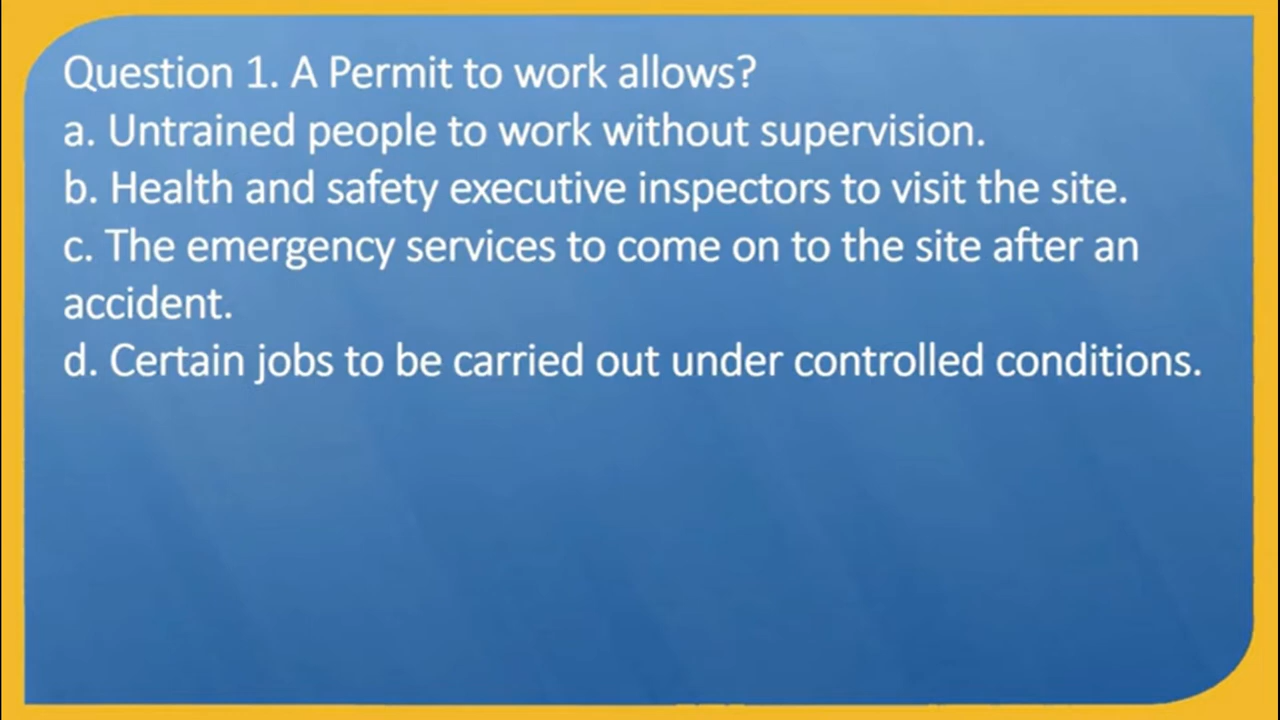 Question 1. A Permit to work allows?
a. Untrained people to work without supervision.
b. Health and safety executive inspectors to visit the site.
c. The emergency services to come on to the site after an
accident.
d. Certain jobs to be carried out under controlled conditions.